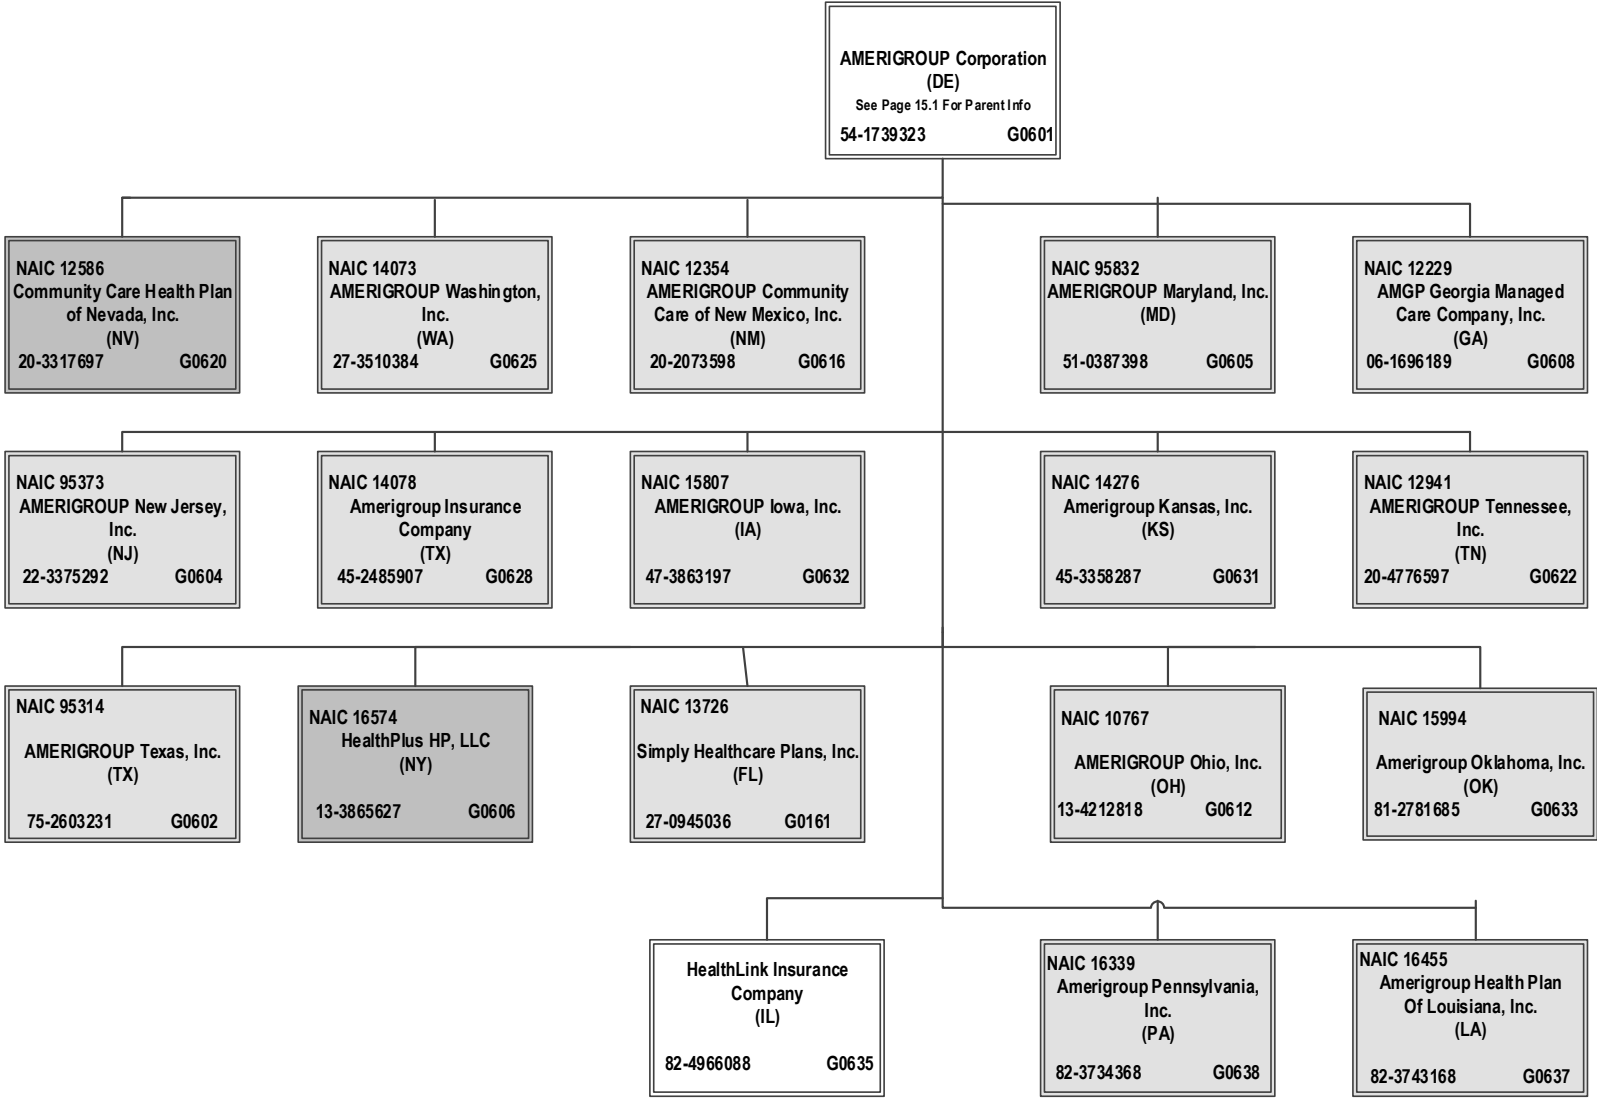 AMERIGROUP Corporation
(DE)
See Page 15.1 For Parent Info
54-1739323 G0601
NAIC 12586
Community Care Health Plan
of Nevada, Inc.
(NV)
20-3317697 G0620
NAIC 14073
AMERIGROUP Washington,
Inc.
(WA)
27-3510384 G0625
NAIC 12354
AMERIGROUP Community
Care of New Mexico, Inc.
(NM)
20-2073598 G0616
NAIC 95832
AMERIGROUP Maryland, Inc.
(MD)
51-0387398 G0605
NAIC 12229
AMGP Georgia Managed
Care Company, Inc.
(GA)
06-1696189 G0608
NAIC 95373
AMERIGROUP New Jersey,
Inc.
(NJ)
22-3375292 G0604
NAIC 14078
Amerigroup Insurance
Company
(TX)
45-2485907 G0628
NAIC 15807
AMERIGROUP Iowa, Inc.
(IA)
47-3863197 G0632
NAIC 14276
Amerigroup Kansas, Inc.
(KS)
45-3358287 G0631
NAIC 12941
AMERIGROUP Tennessee,
Inc.
(TN)
20-4776597 G0622
NAIC 95314
AMERIGROUP Texas, Inc.
(TX)
75-2603231 G0602
NAIC 16574
HealthPlus HP, LLC
(NY)
13-3865627 G0606
NAIC 13726
Simply Healthcare Plans, Inc.
(FL)
27-0945036 G0161
NAIC 10767
AMERIGROUP Ohio, Inc.
(OH)
13-4212818 G0612
NAIC 15994
Amerigroup Oklahoma, Inc.
(OK)
81-2781685 G0633
HealthLink Insurance
Company
(IL)
82-4966088 G0635
NAIC 16339
Amerigroup Pennsylvania,
Inc.
(PA)
82-3734368 G0638
NAIC 16455
Amerigroup Health Plan
Of Louisiana, Inc.
(LA)
82-3743168 G0637